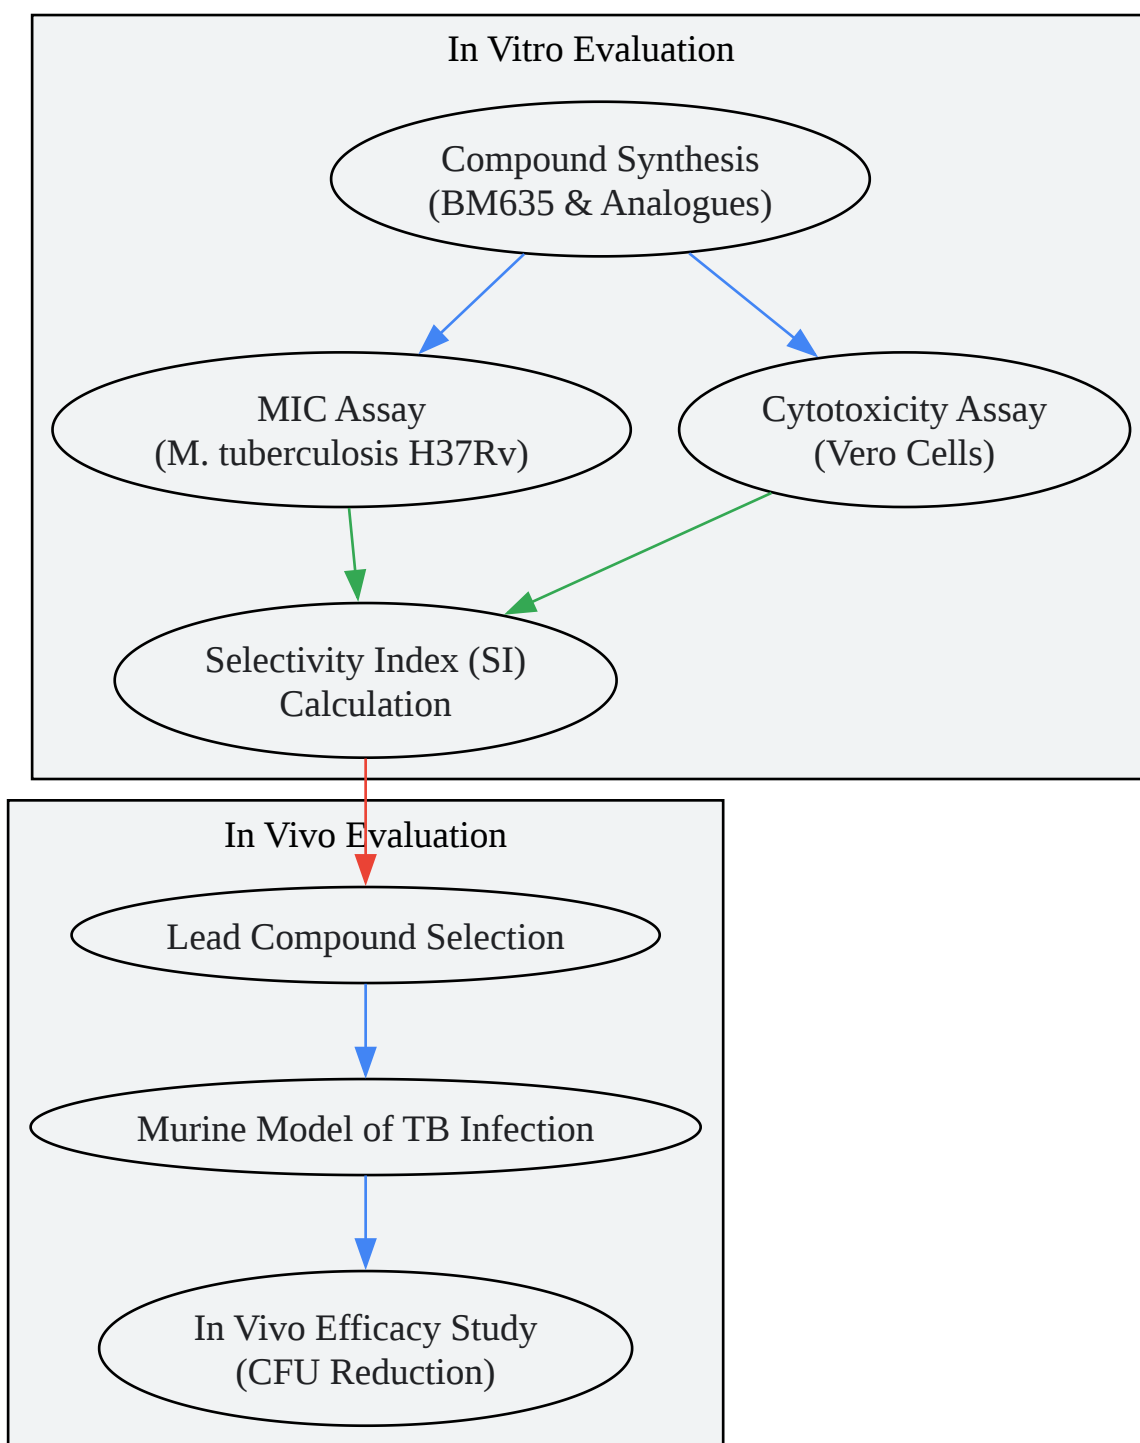 In Vitro Evaluation
Compound Synthesis
(BM635 & Analogues)
MIC Assay
(M. tuberculosis H37Rv)
Cytotoxicity Assay
(Vero Cells)
Selectivity Index (SI)
Calculation
In Vivo Evaluation
Lead Compound Selection
Murine Model of TB Infection
In Vivo Efficacy Study
(CFU Reduction)